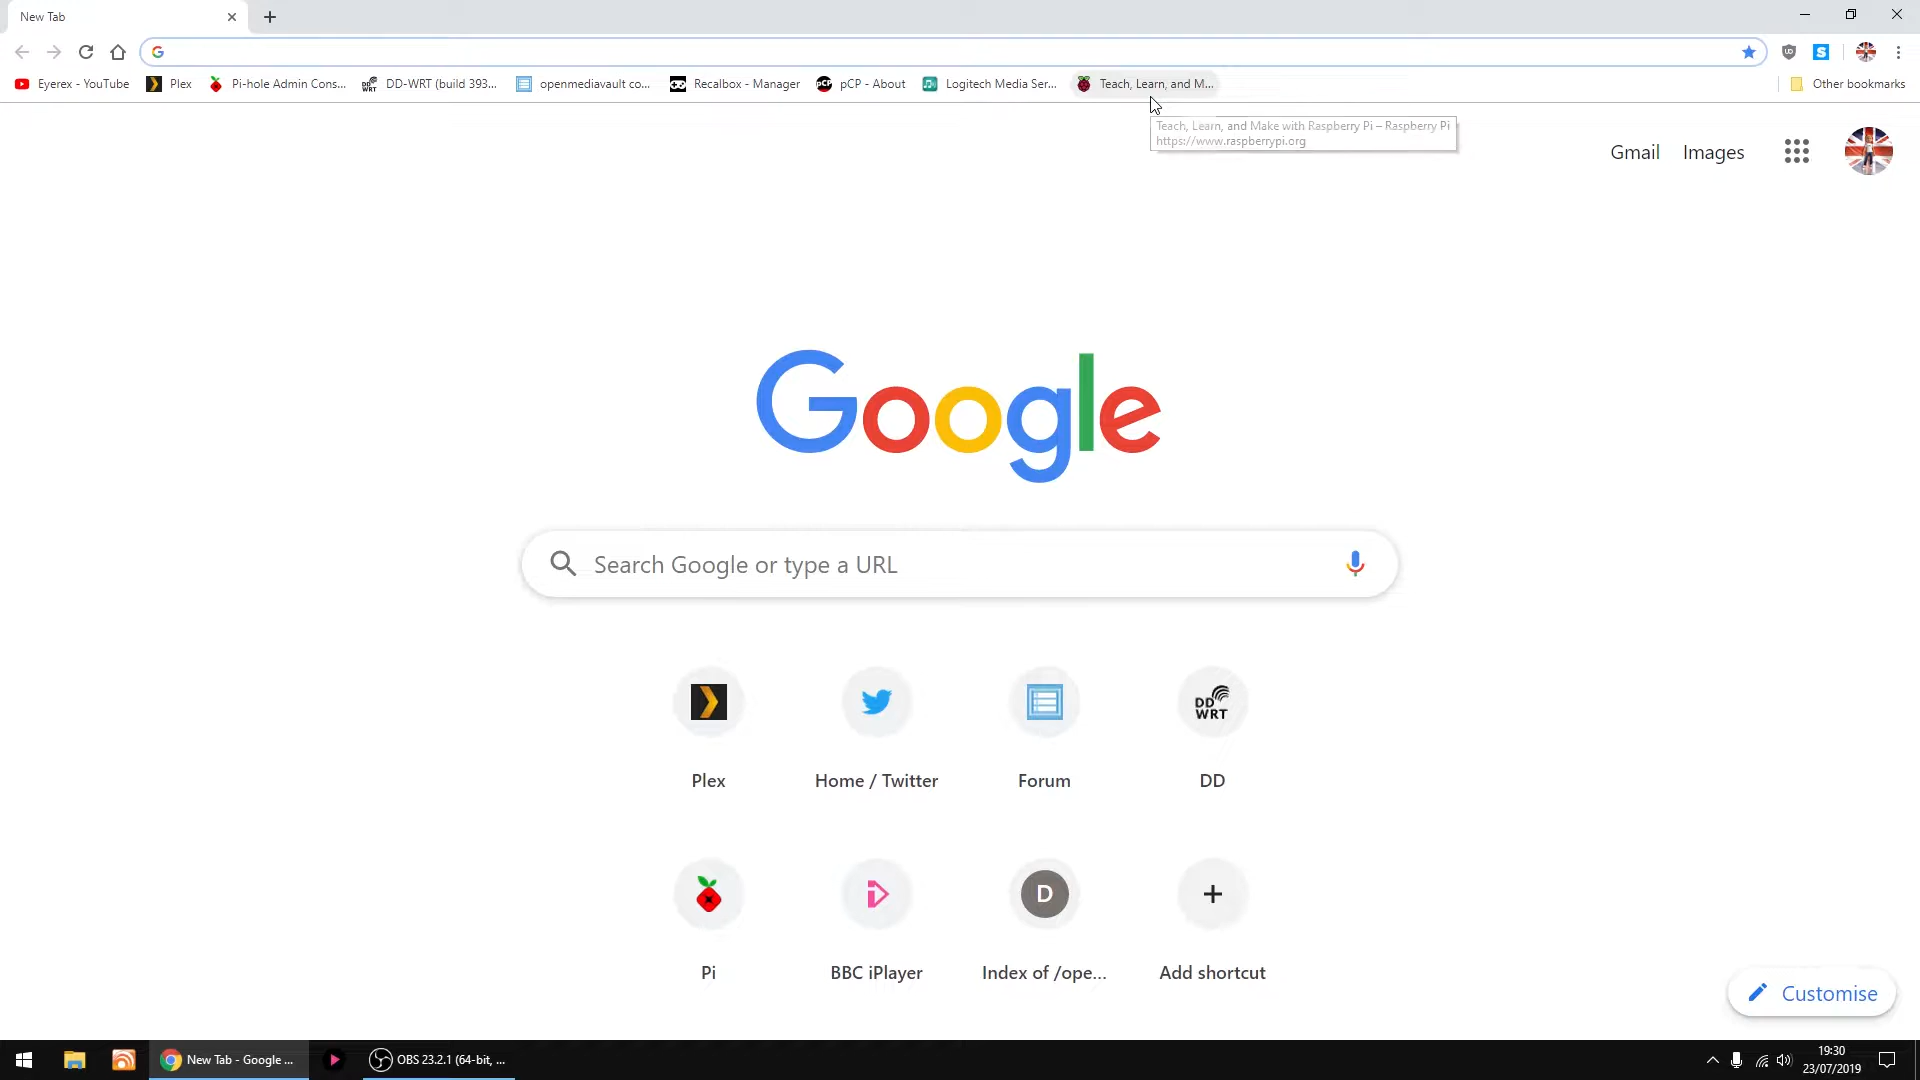 New Tab
Eyerex - YouTube
Plex
Pi-hole Admin Cons...
DD-WRT (build 393...
openmediavault co...
Recalbox - Manager
pCP - About
Logitech Media Ser...
Teach, Learn, and M...
Other bookmarks
Teach, Learn, and Make with Raspberry Pi – Raspberry Pi
https://www.raspberrypi.org
Gmail
Images
Google
Search Google or type a URL
DD
WRT
Plex
Home / Twitter
Forum
DD
D
Pi
BBC iPlayer
Index of /ope...
Add shortcut
Customise
New Tab - Google ...
OBS 23.2.1 (64-bit, ...
19:30
23/07/2019